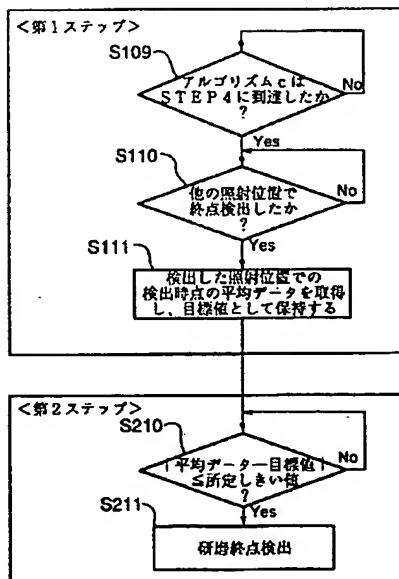 <第1ステップ>
S109
アルゴリズムcは
STEP4に到達したか
?
No
Yes
S110
他の照射位置で
終点検出したか
?
No
Yes
S111
検出した照射位置での
検出時点の平均データを取得
し、目標値として保持する
<第2ステップ>
S210
|平均データー目標値|
≦所定しきい値
?
No
Yes
S211
研磨終点検出